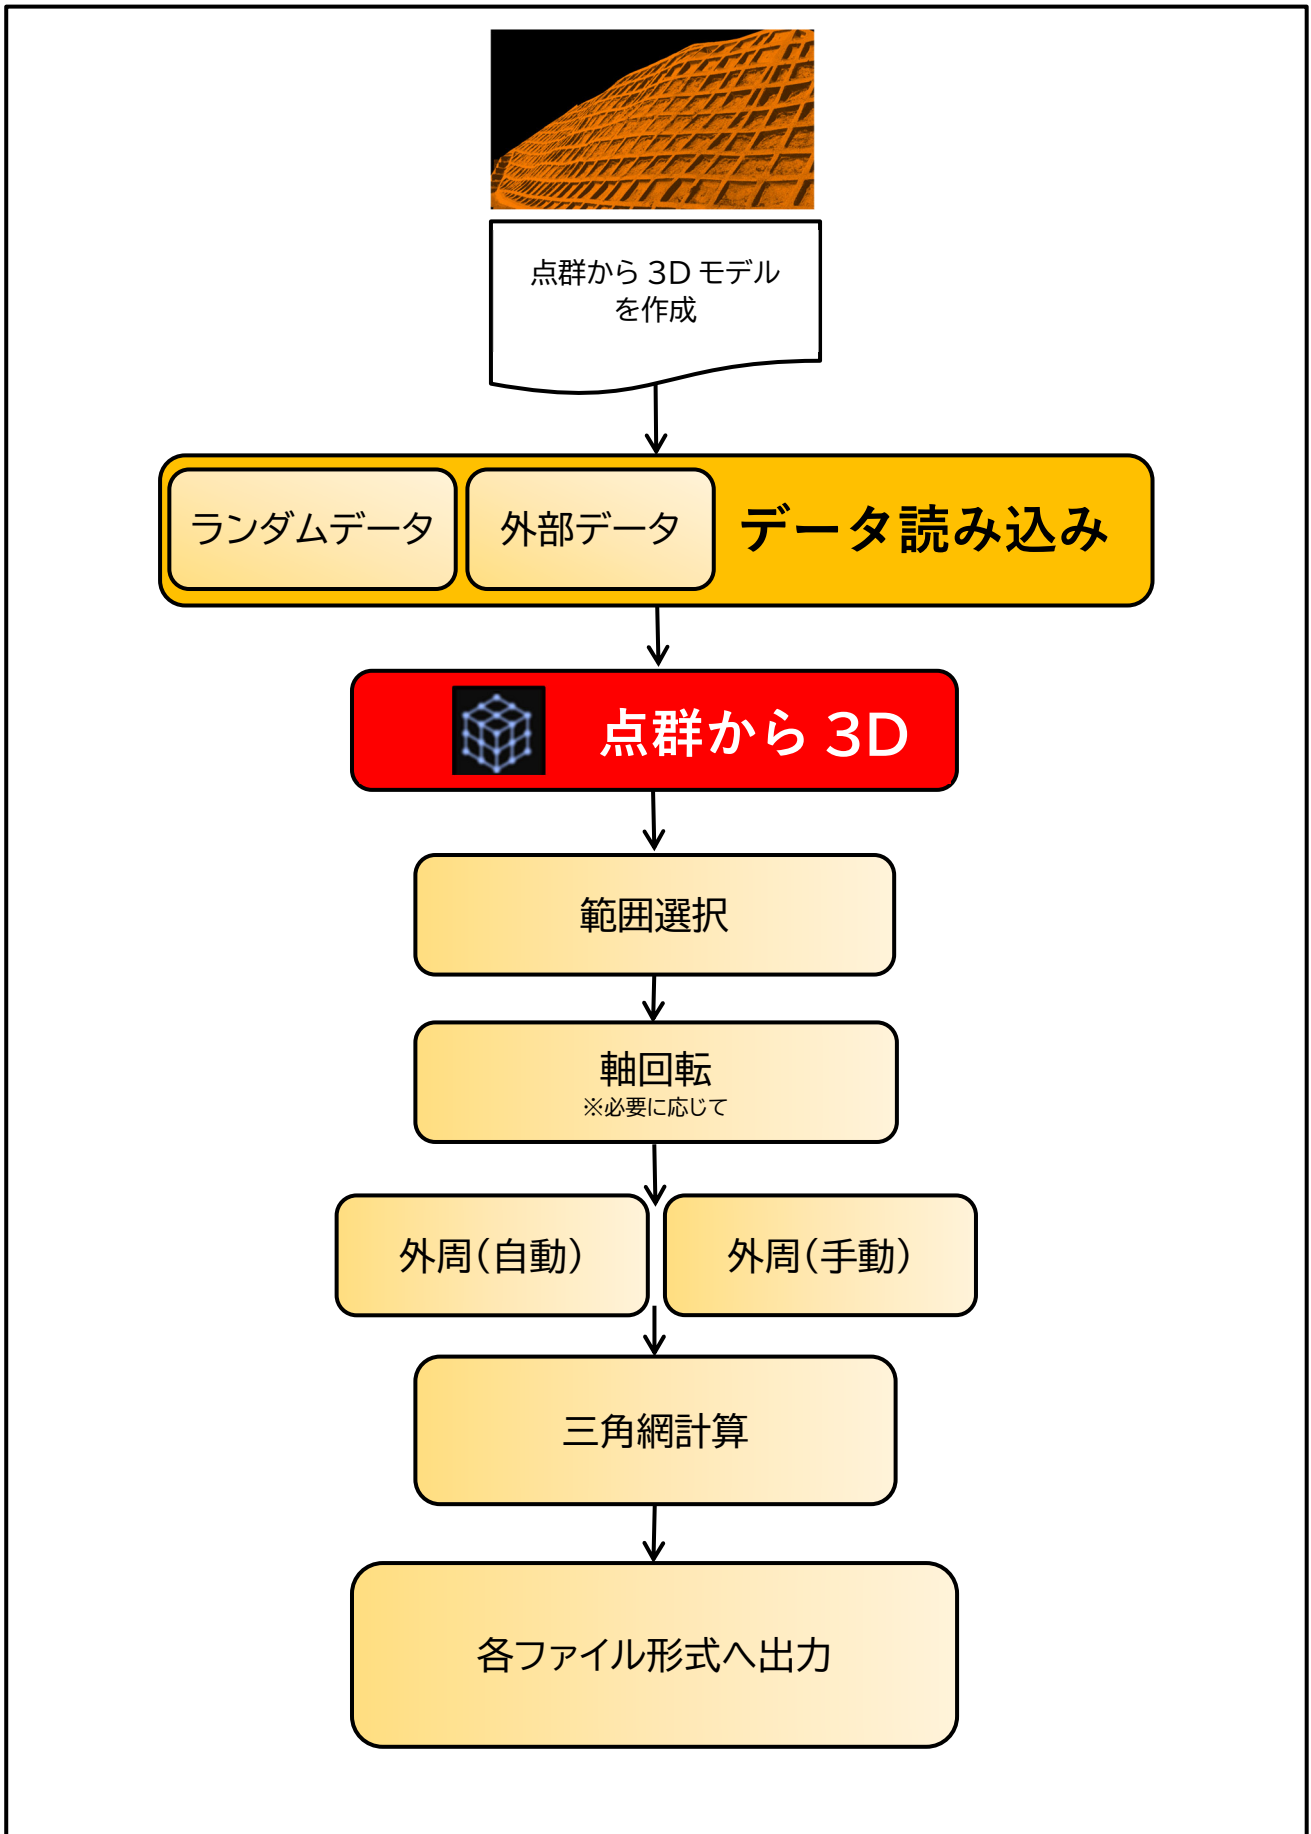 点群から 3D モデル
を作成
ランダムデータ
外部データ
データ読み込み
点群から 3D
範囲選択
軸回転
※必要に応じて
外周(自動)
外周(手動)
三角網計算
各ファイル形式へ出力